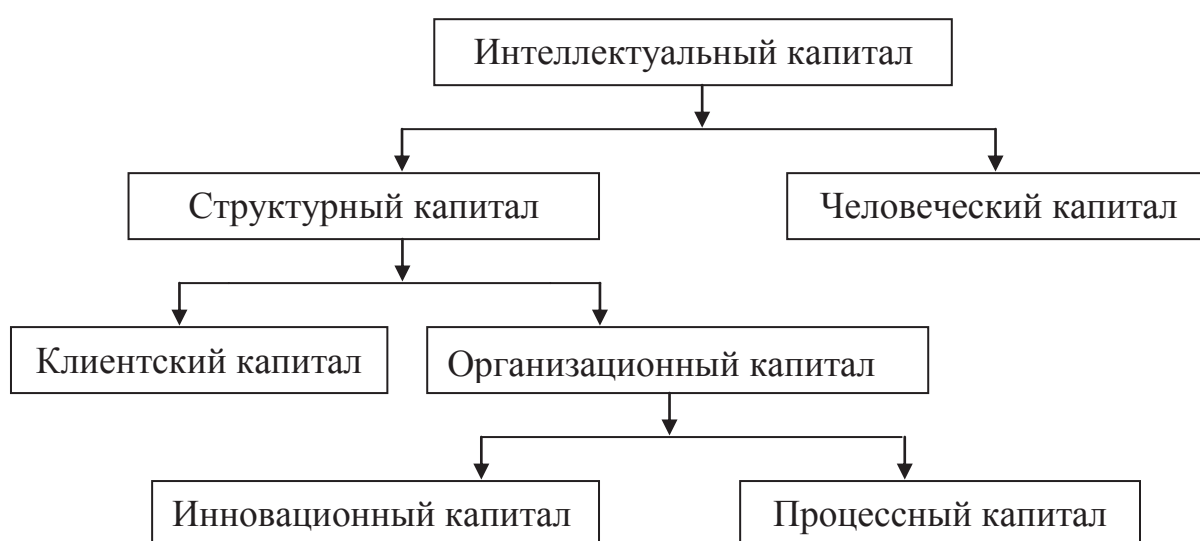 Интеллектуальный капитал
Структурный капитал
Человеческий капитал
Клиентский капитал
Организационный капитал
Инновационный капитал
Процессный капитал